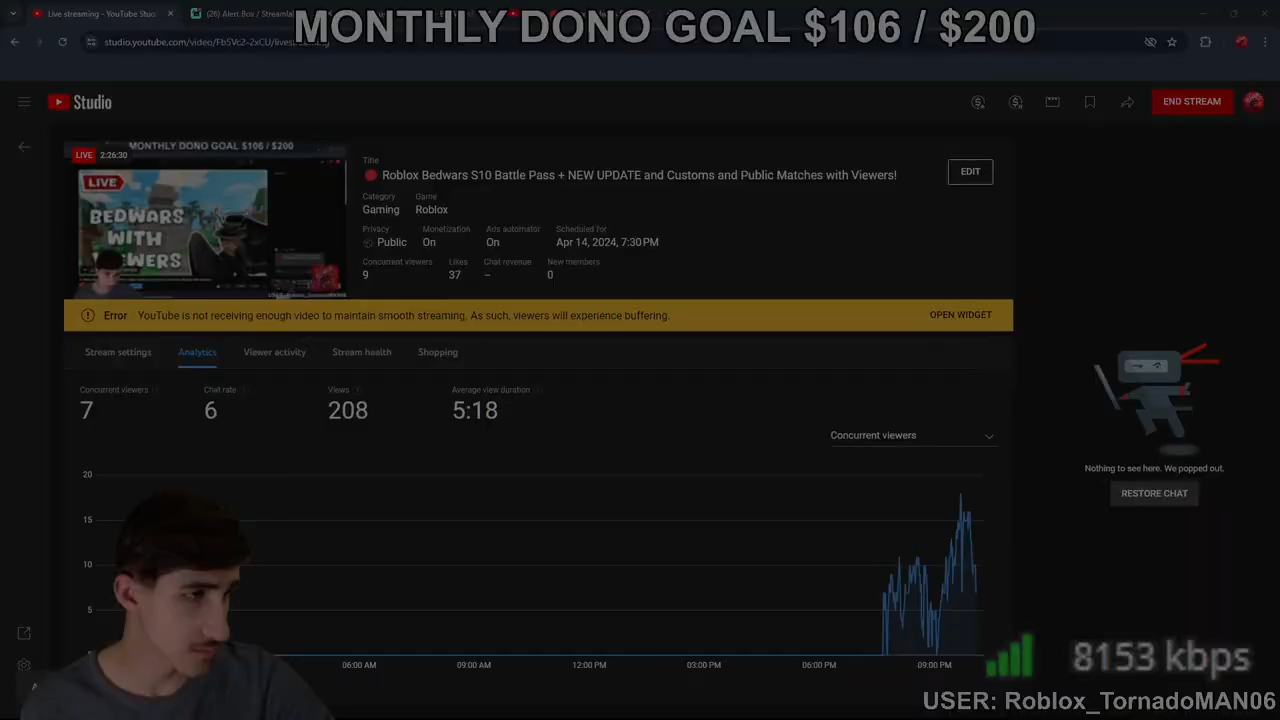 Live streaming - YouTube Stud
(26) Alert Box / Streamlab
MONTHLY DONO GOAL $106 / $200
studio.youtube.com/video/Fb5Vc2-2xCU/livestreaming
Studio
END STREAM
LIVE 2:26:30
MONTHLY DONO GOAL $106 / $200
LIVE
BEDWARS
WITH
Title
Roblox Bedwars S10 Battle Pass + NEW UPDATE and Customs and Public Matches with Viewers!
EDIT
Category Game
Gaming Roblox
Privacy Monetization Ads automator Scheduled for
Public On On Apr 14, 2024, 7:30 PM
Concurrent viewers Likes Chat revenue New members
9 37 – 0
Error YouTube is not receiving enough video to maintain smooth streaming. As such, viewers will experience buffering.
OPEN WIDGET
Stream settings Analytics Viewer activity Stream health Shopping
Concurrent viewers Chat rate Views Average view duration
7 6 208 5:18
Concurrent viewers
Nothing to see here. We popped out.
RESTORE CHAT
20
15
10
5
06:00 AM 09:00 AM 12:00 PM 03:00 PM 06:00 PM 09:00 PM
8153 kbps
USER: Roblox_TornadoMAN06